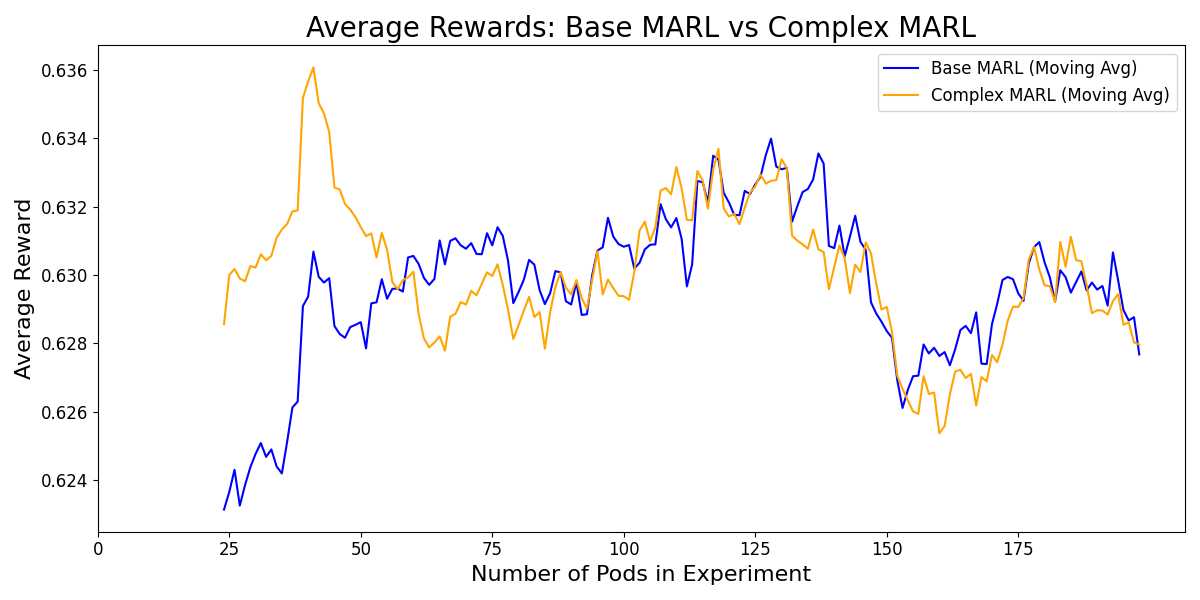 Average Rewards: Base MARL vs Complex MARL
Base MARL (Moving Avg)
Complex MARL (Moving Avg)
Average Reward
0.636
0.634
0.632
0.630
0.628
0.626
0.624
0 25 50 75 100 125 150 175
Number of Pods in Experiment